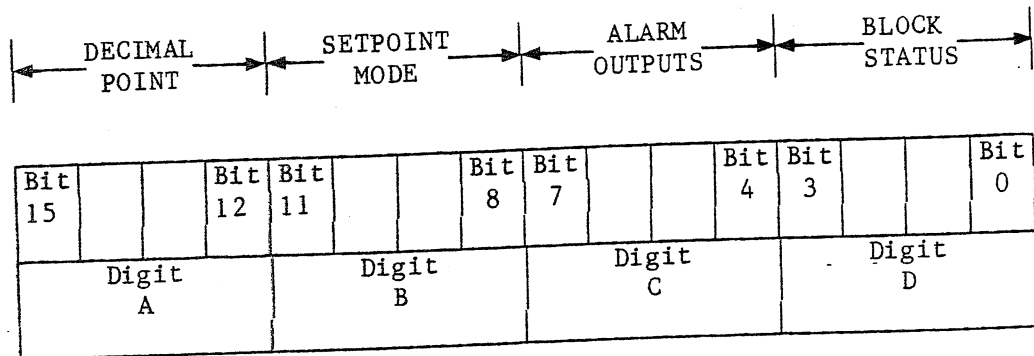 DECIMAL POINT
SETPOINT MODE
ALARM OUTPUTS
BLOCK STATUS
Bit 15
Bit 12
Bit 11
Bit 8
Bit 7
Bit 4
Bit 3
Bit 0
Digit A
Digit B
Digit C
Digit D